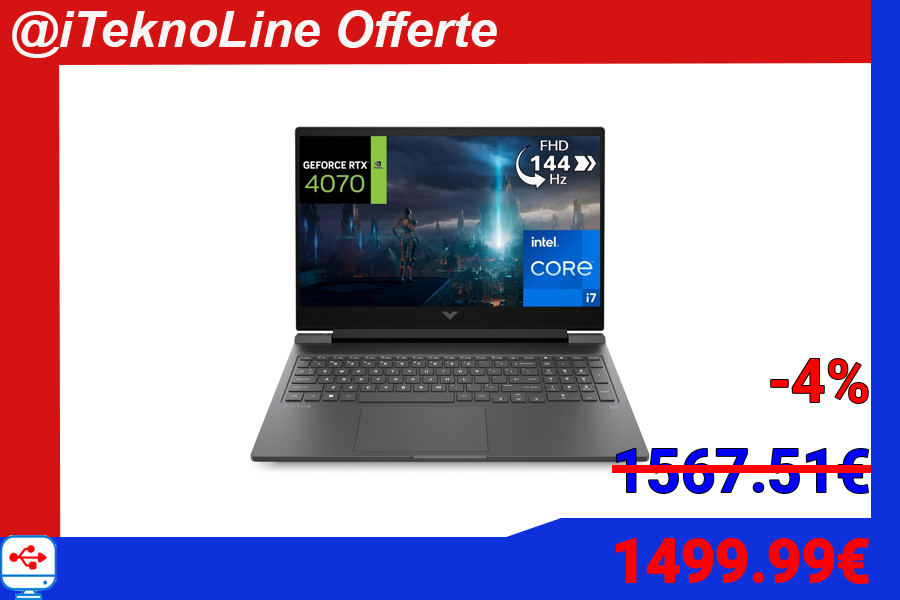 @iTeknoLine Offerte
GEFORCE RTX
4070
FHD
144
Hz
intel.
CORE
i7
-4%
1567.51€
1499.99€